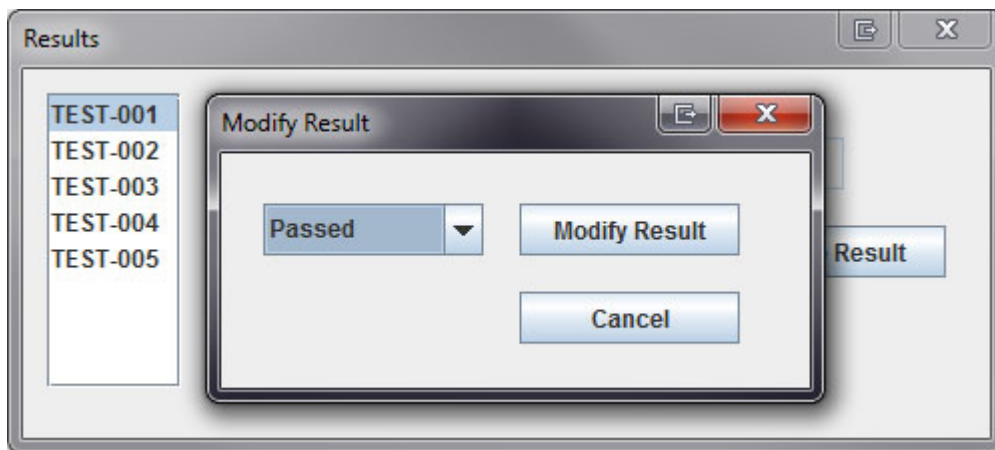 Results
TEST-001
TEST-002
TEST-003
TEST-004
TEST-005
Modify Result
Passed
Modify Result
Cancel
Result